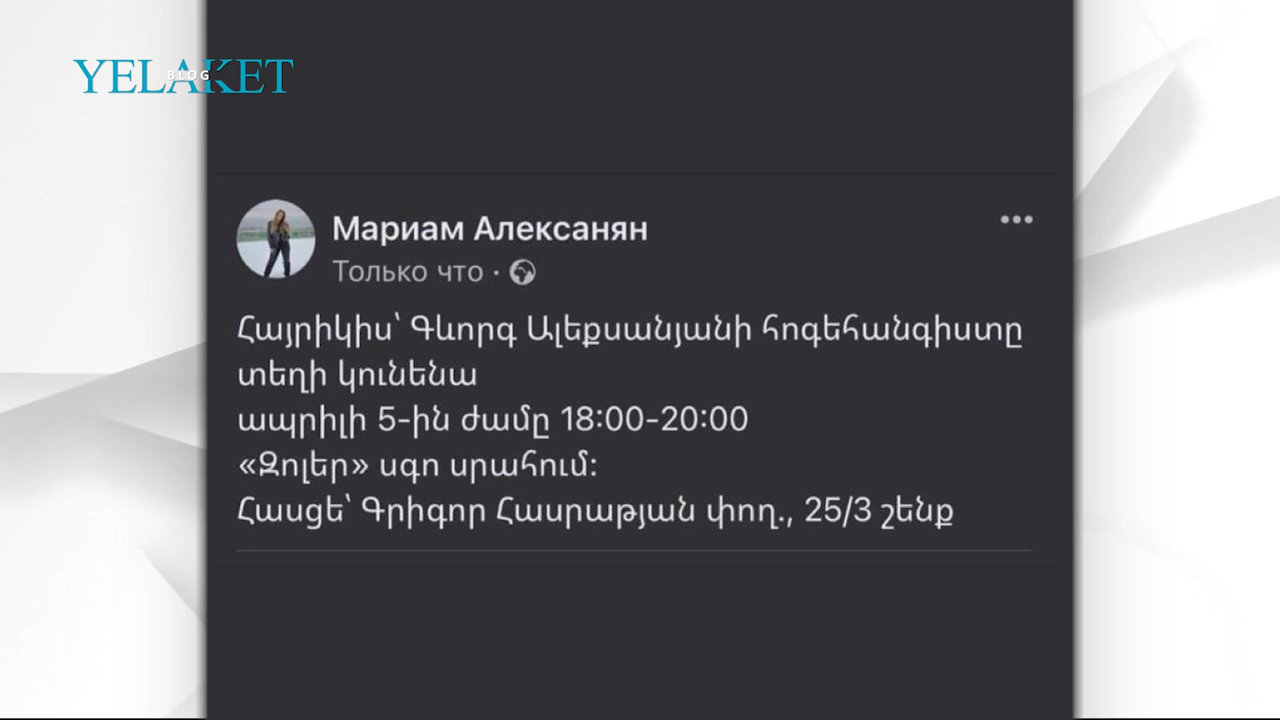 YELAKET
BLOG
Мариам Алексанян
Только что ·
Հայրիկիս՝ Գևորգ Ալեքսանյանի հոգեհանգիստը
տեղի կունենա
ապրիլի 5-ին ժամը 18:00-20:00
«Զոլեր» սգո սրահում:
Հասցե՝ Գրիգոր Հասրաթյան փող., 25/3 շենք